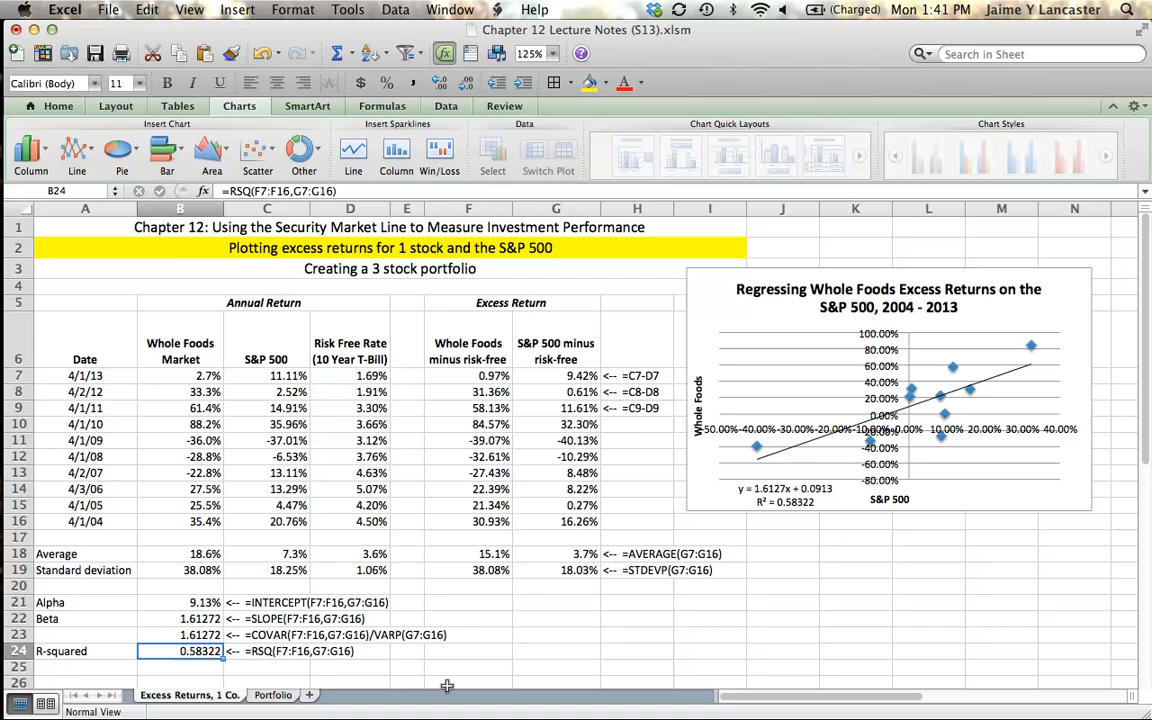 Excel File Edit View Insert Format Tools Data Window Help (Charged) Mon 1:41 PM Jaime Y Lancaster
Chapter 12 Lecture Notes (S13).xlsm
125% Search in Sheet
Calibri (Body) 11 B I U ABC $ % A
Home Layout Tables Charts SmartArt Formulas Data Review
Insert Chart Insert Sparklines Data Chart Quick Layouts Chart Styles
Column Line Pie Bar Area Scatter Other Line Column Win/Loss Select Switch Plot
B24 fx =RSQ(F7:F16,G7:G16)
A B C D E F G H I J K L M N
1 Chapter 12: Using the Security Market Line to Measure Investment Performance
2 Plotting excess returns for 1 stock and the S&P 500
3 Creating a 3 stock portfolio
4
5 Annual Return Excess Return
6 Date Whole Foods Market S&P 500 Risk Free Rate (10 Year T-Bill) Whole Foods minus risk-free S&P 500 minus risk-free
7 4/1/13 2.7% 11.11% 1.69% 0.97% 9.42% <-- =C7-D7
8 4/2/12 33.3% 2.52% 1.91% 31.36% 0.61% <-- =C8-D8
9 4/1/11 61.4% 14.91% 3.30% 58.13% 11.61% <-- =C9-D9
10 4/1/10 88.2% 35.96% 3.66% 84.57% 32.30%
11 4/1/09 -36.0% -37.01% 3.12% -39.07% -40.13%
12 4/1/08 -28.8% -6.53% 3.76% -32.61% -10.29%
13 4/2/07 -22.8% 13.11% 4.63% -27.43% 8.48%
14 4/3/06 27.5% 13.29% 5.07% 22.39% 8.22%
15 4/1/05 25.5% 4.47% 4.20% 21.34% 0.27%
16 4/1/04 35.4% 20.76% 4.50% 30.93% 16.26%
17
18 Average 18.6% 7.3% 3.6% 15.1% 3.7% <-- =AVERAGE(G7:G16)
19 Standard deviation 38.08% 18.25% 1.06% 38.08% 18.03% <-- =STDEVP(G7:G16)
20
21 Alpha 9.13% <-- =INTERCEPT(F7:F16,G7:G16)
22 Beta 1.61272 <-- =SLOPE(F7:F16,G7:G16)
23 1.61272 <-- =COVAR(F7:F16,G7:G16)/VARP(G7:G16)
24 R-squared 0.58322 <-- =RSQ(F7:F16,G7:G16)
25
26
Regressing Whole Foods Excess Returns on the
S&P 500, 2004 - 2013
100.00%
80.00%
60.00%
40.00%
20.00%
0.00%
-50.00% -40.00% -30.00% -20.00% -10.00% 0.00% 10.00% 20.00% 30.00% 40.00%
-20.00%
-40.00%
-60.00%
-80.00%
Whole Foods
y = 1.6127x + 0.0913
R² = 0.58322
S&P 500
Excess Returns, 1 Co. Portfolio +
Normal View